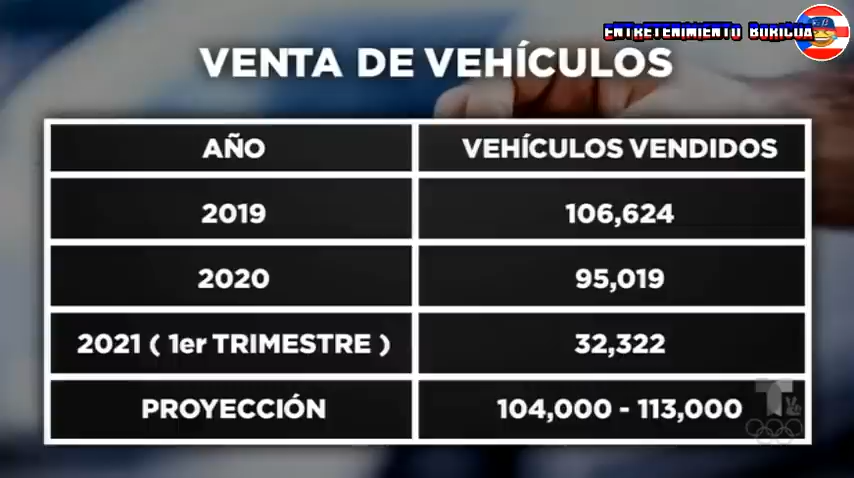 ENTRETENIMIENTO BORICUA
VENTA DE VEHÍCULOS
AÑO VEHÍCULOS VENDIDOS
2019 106,624
2020 95,019
2021 ( 1er TRIMESTRE ) 32,322
PROYECCIÓN 104,000 - 113,000